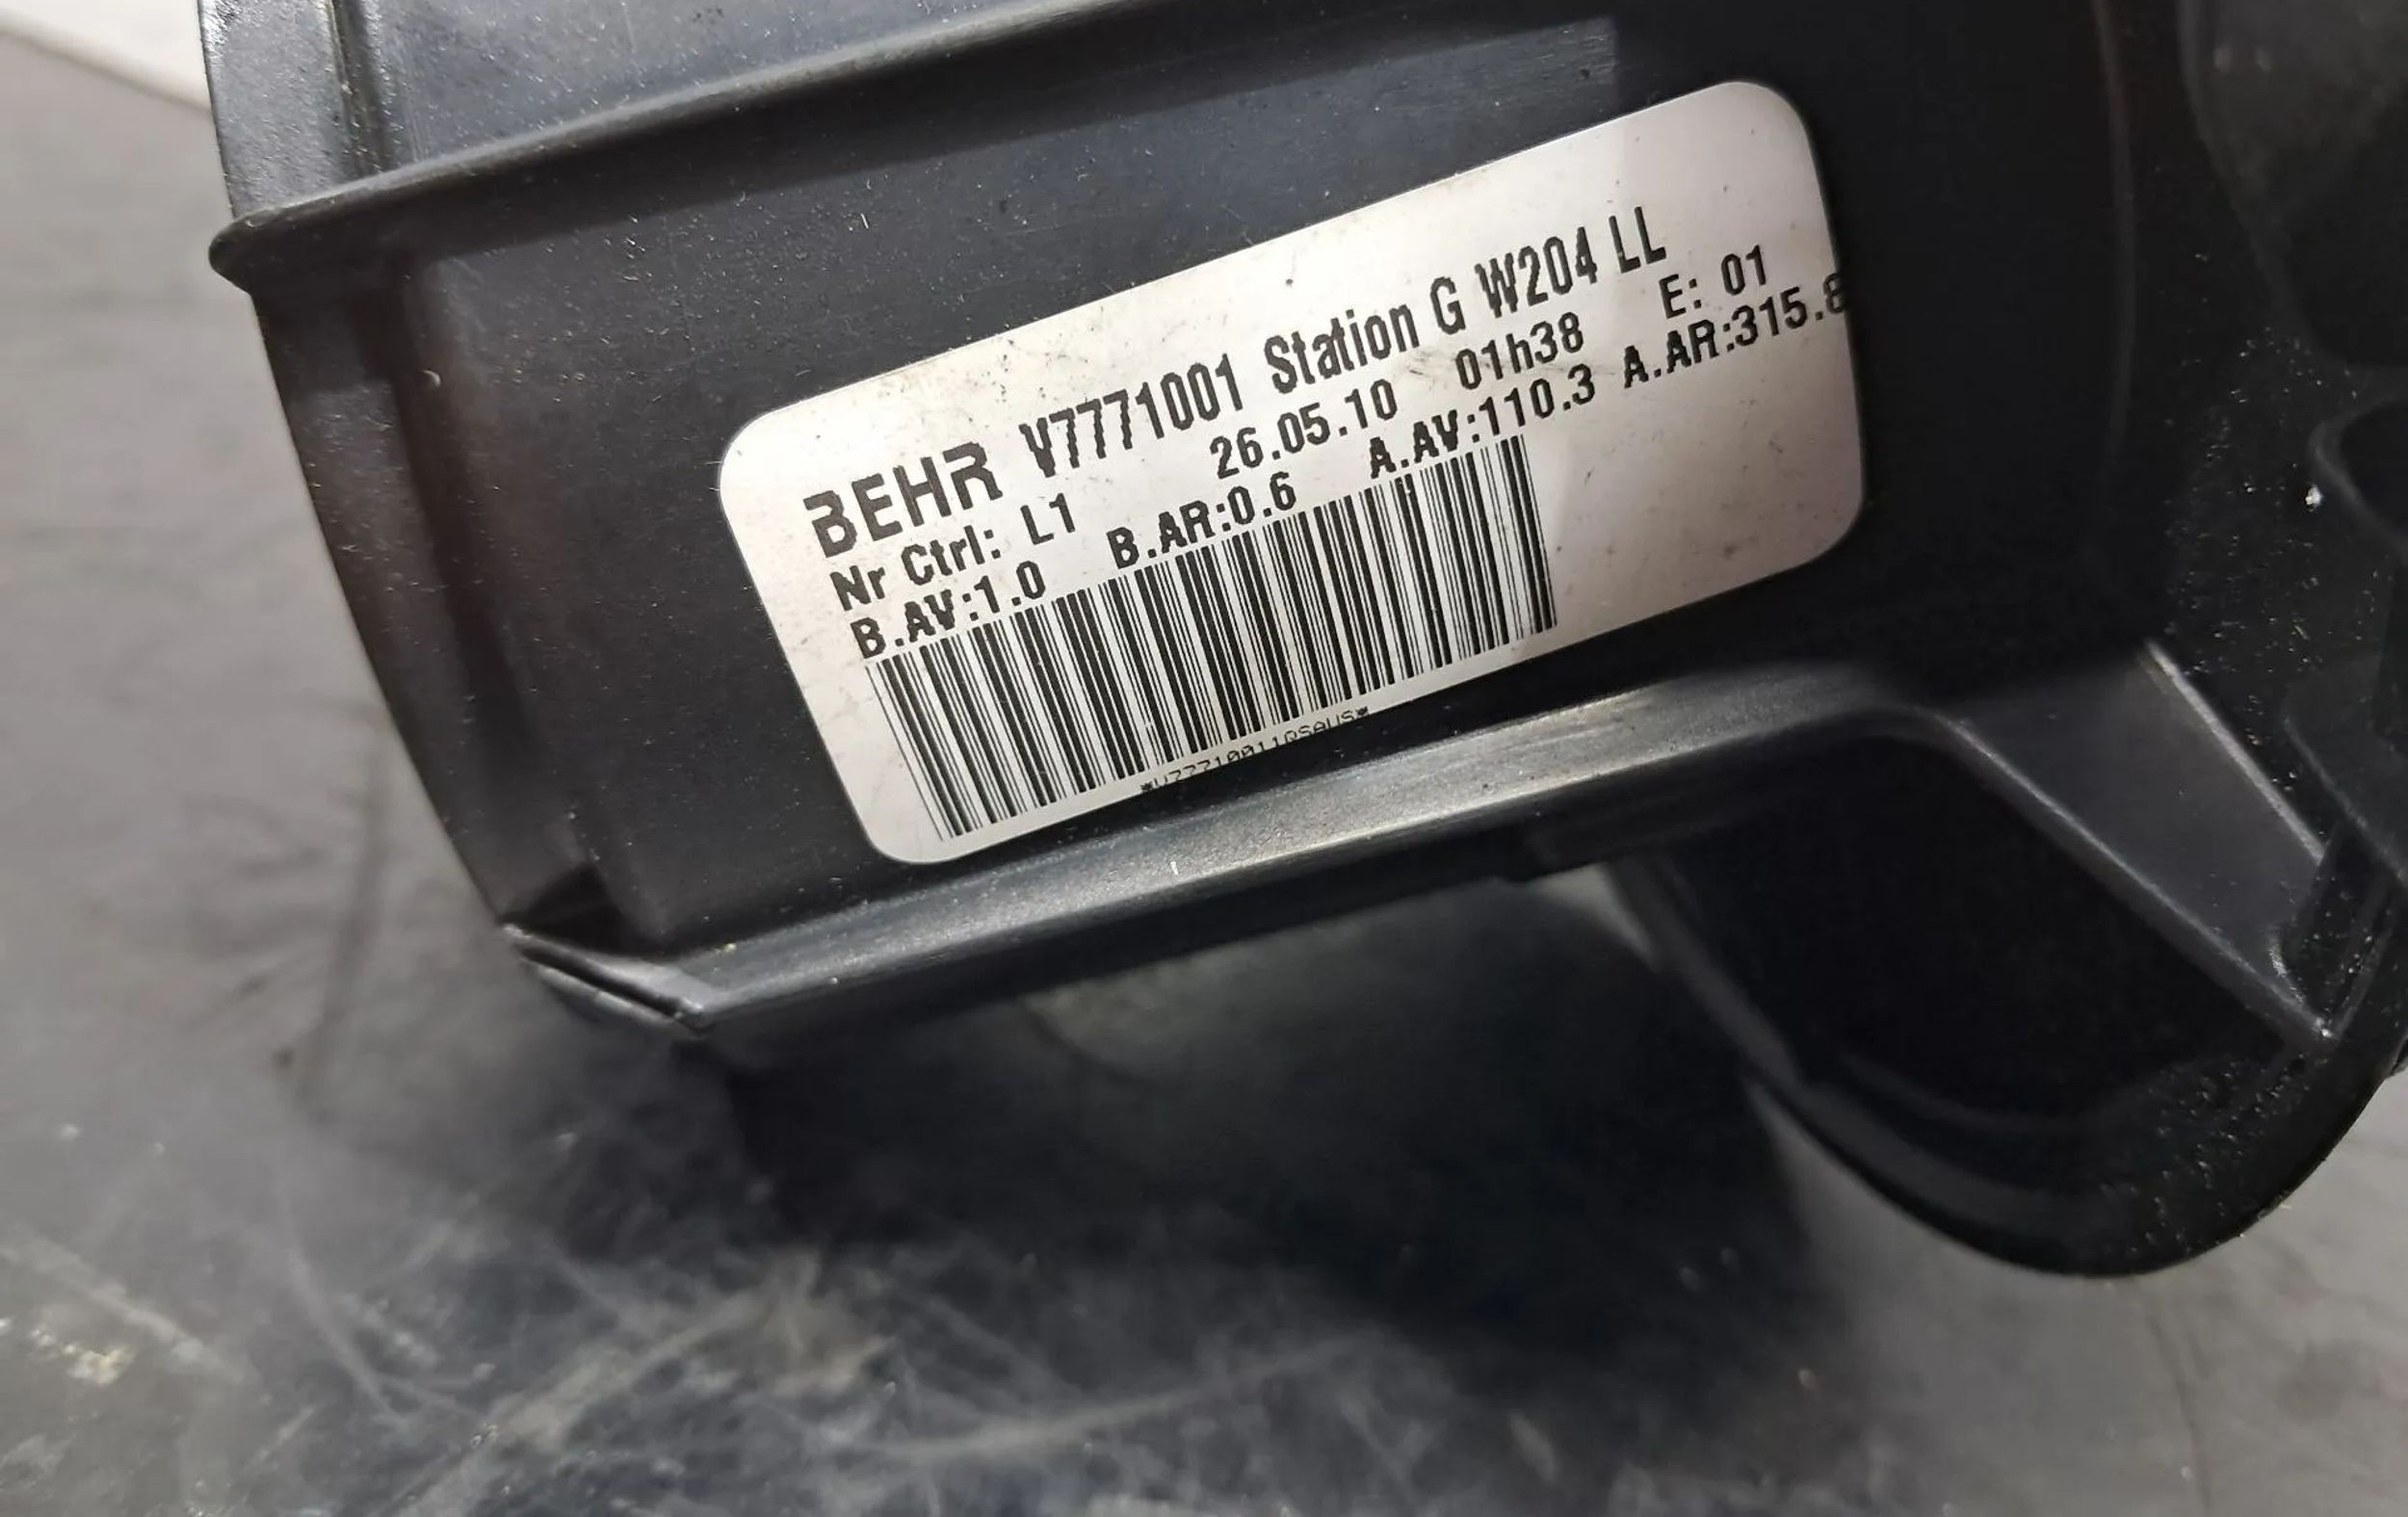 BEHR V7771001 Station G W204 LL
Nr Ctrl: L1 26.05.10 01h38 E: 01
B.AV:1.0 B.AR:0.6 A.AV:110.3 A.AR:315.8